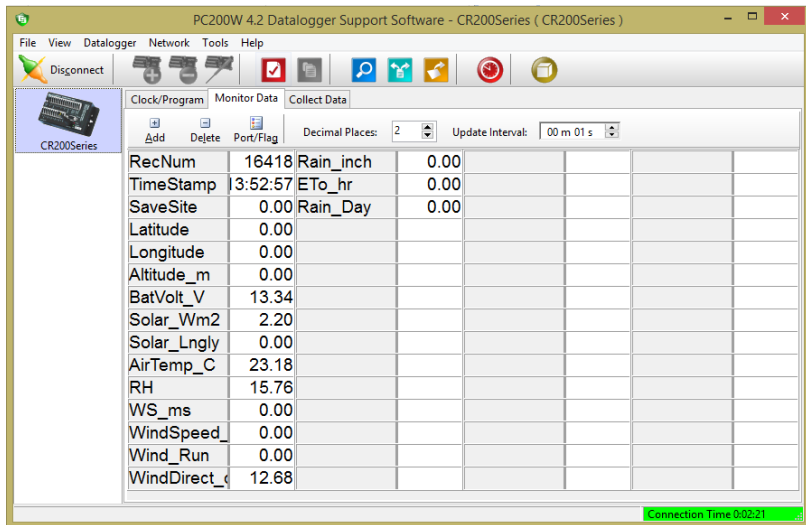 PC200W 4.2 Datalogger Support Software - CR200Series ( CR200Series )
File View Datalogger Network Tools Help
Disconnect
Clock/Program Monitor Data Collect Data
Add Delete Port/Flag Decimal Places: 2 Update Interval: 00 m 01 s
CR200Series
RecNum 16418 Rain_inch 0.00
TimeStamp 13:52:57 ETo_hr 0.00
SaveSite 0.00 Rain_Day 0.00
Latitude 0.00
Longitude 0.00
Altitude_m 0.00
BatVolt_V 13.34
Solar_Wm2 2.20
Solar_Lngly 0.00
AirTemp_C 23.18
RH 15.76
WS_ms 0.00
WindSpeed_ 0.00
Wind_Run 0.00
WindDirect_ 12.68
Connection Time 0:02:21